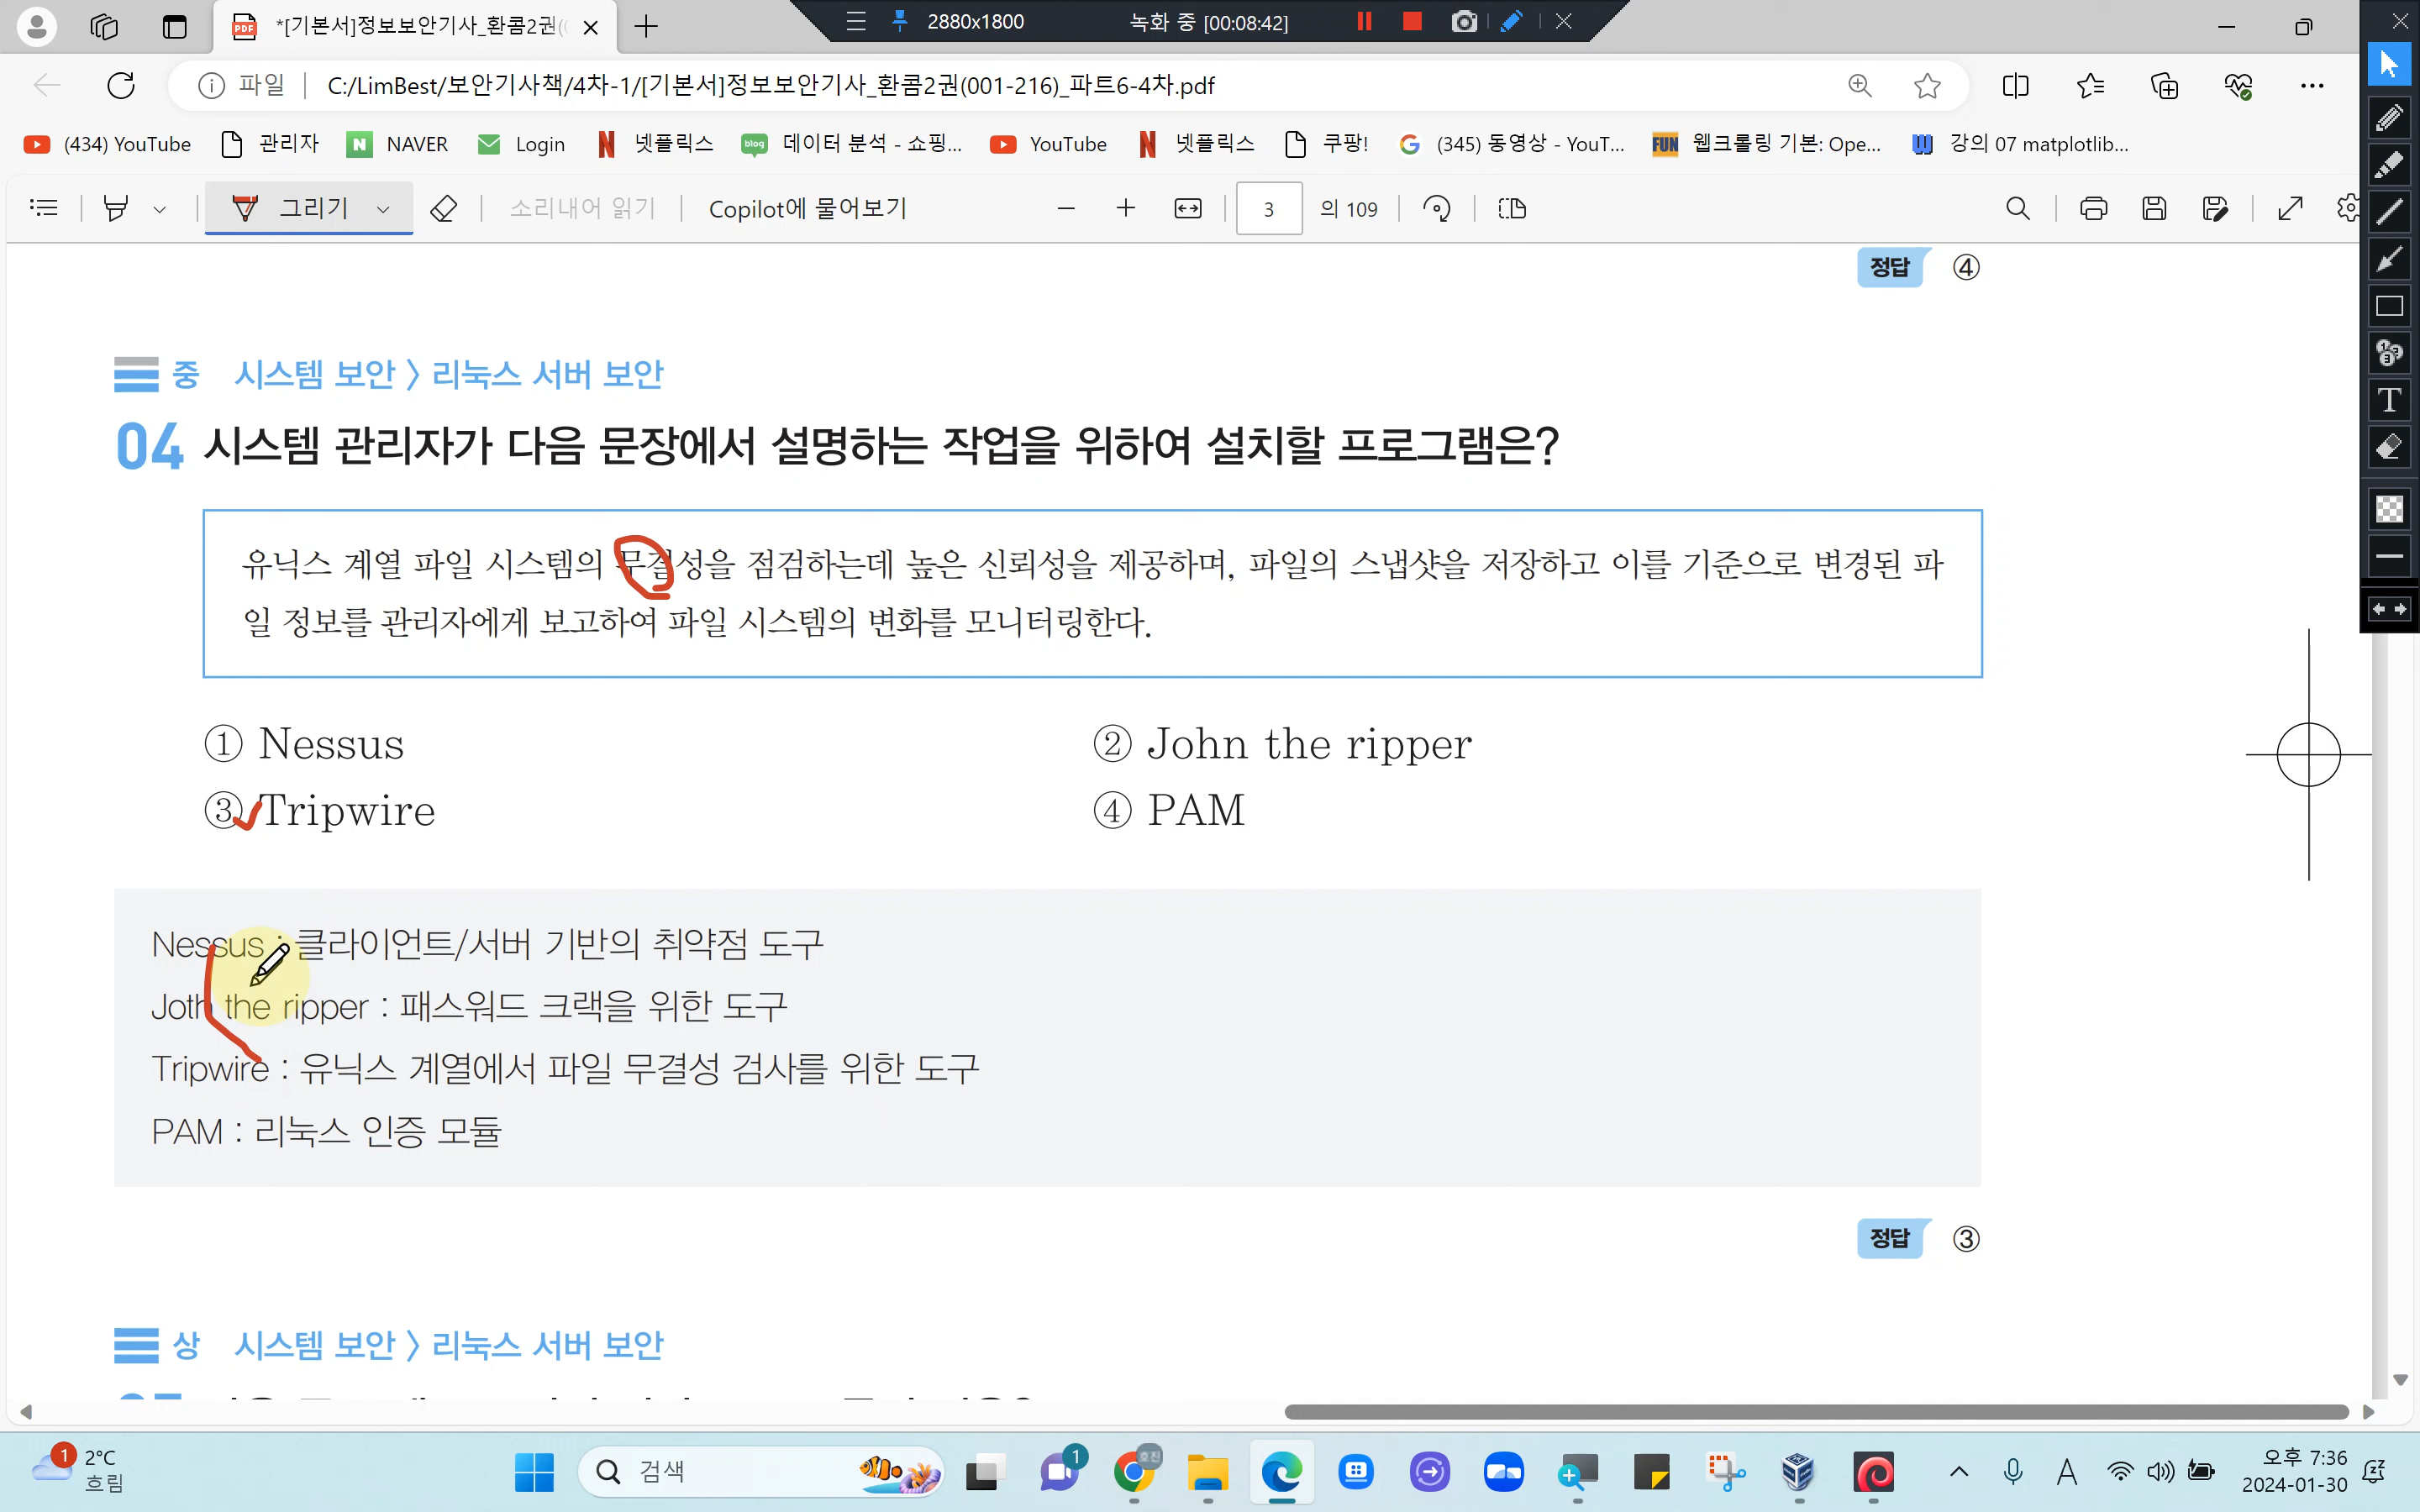 *[기본서]정보보안기사_환콤2권(
2880x1800
녹화 중 [00:08:42]
파일
C:/LimBest/보안기사책/4차-1/[기본서]정보보안기사_환콤2권(001-216)_파트6-4차.pdf
(434) YouTube
관리자
NAVER
Login
넷플릭스
데이터 분석 - 쇼핑...
YouTube
넷플릭스
쿠팡!
(345) 동영상 - YouT...
웹크롤링 기본: Ope...
강의 07 matplotlib...
그리기
소리내어 읽기
Copilot에 물어보기
3
의 109
정답 ④
중 시스템 보안 〉 리눅스 서버 보안
04 시스템 관리자가 다음 문장에서 설명하는 작업을 위하여 설치할 프로그램은?
유닉스 계열 파일 시스템의 무결성을 점검하는데 높은 신뢰성을 제공하며, 파일의 스냅샷을 저장하고 이를 기준으로 변경된 파
일 정보를 관리자에게 보고하여 파일 시스템의 변화를 모니터링한다.
① Nessus
② John the ripper
③ Tripwire
④ PAM
Nessus : 클라이언트/서버 기반의 취약점 도구
Joth the ripper : 패스워드 크랙을 위한 도구
Tripwire : 유닉스 계열에서 파일 무결성 검사를 위한 도구
PAM : 리눅스 인증 모듈
정답 ③
상 시스템 보안 〉 리눅스 서버 보안
1
2°C
흐림
검색
1
호진
A
오후 7:36
2024-01-30